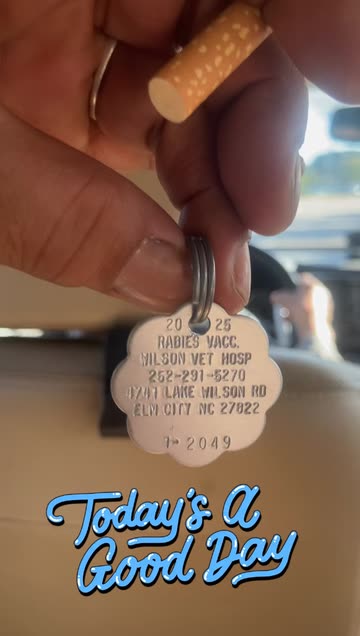 20 25
RABIES VACC.
WILSON VET HOSP
252-291-5270
4747 LAKE WILSON RD
ELM CITY NC 27822
1- 2049
Today's A
Good Day